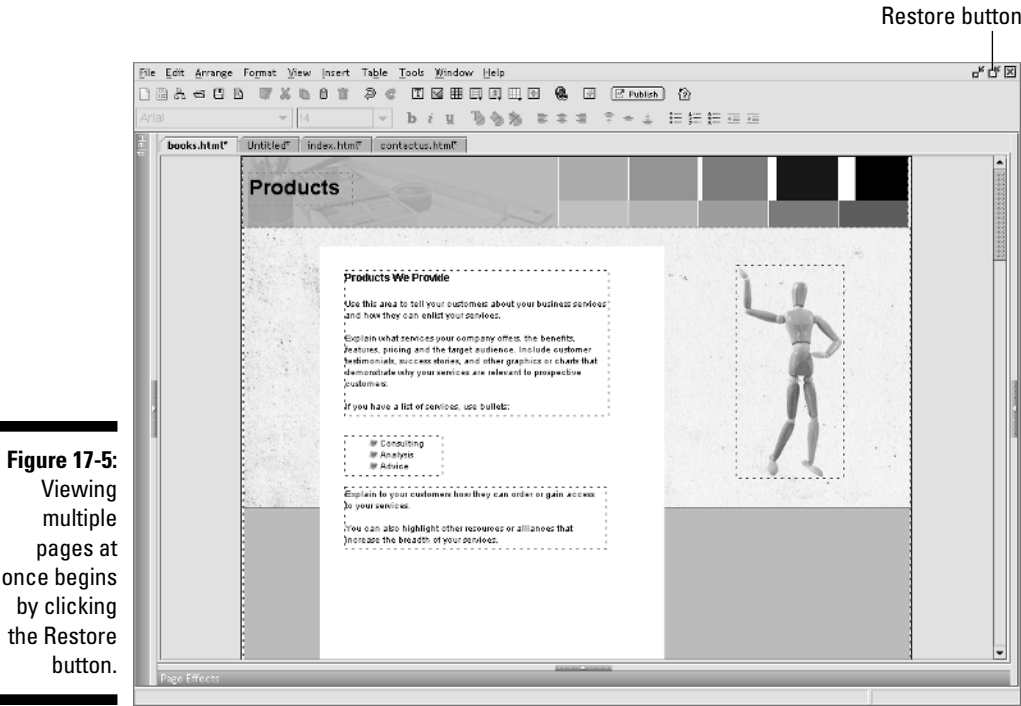 Restore button
File Edit Arrange Format View Insert Table Tools Window Help
Publish
Arial 14 b i u
Help
books.html* Untitled* index.html* contactus.html*
Products
Products We Provide
Use this area to tell your customers about your business services
and how they can enlist your services.
Explain what services your company offers, the benefits,
features, pricing and the target audience. Include customer
testimonials, success stories, and other graphics or charts that
demonstrate why your services are relevant to prospective
customers.
If you have a list of services, use bullets:
Consulting
Analysis
Advice
Explain to your customers how they can order or gain access
to your services.
You can also highlight other resources or alliances that
increase the breadth of your services.
Page Effects
Figure 17-5:
Viewing
multiple
pages at
once begins
by clicking
the Restore
button.